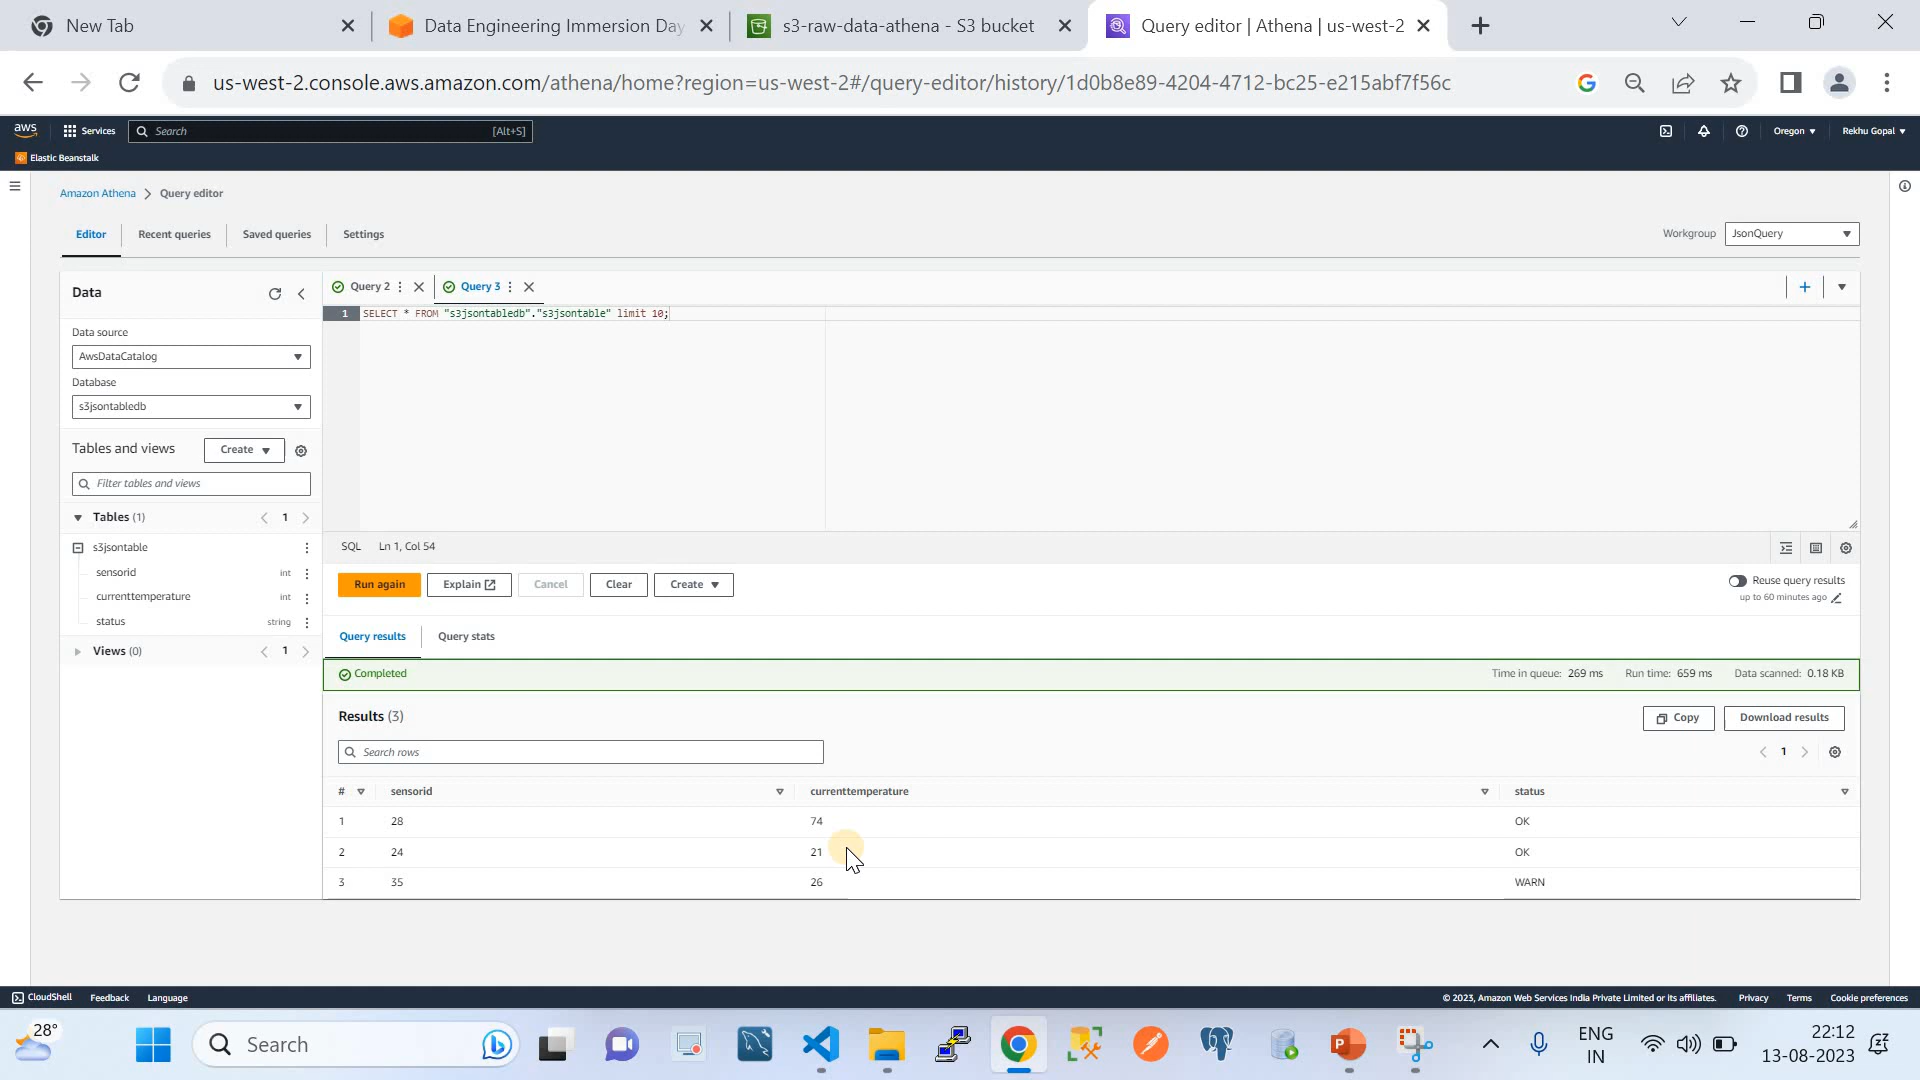 New Tab
Data Engineering Immersion Day
s3-raw-data-athena - S3 bucket
Query editor | Athena | us-west-2
us-west-2.console.aws.amazon.com/athena/home?region=us-west-2#/query-editor/history/1d0b8e89-4204-4712-bc25-e215abf7f56c
aws
Services
Search
[Alt+S]
Oregon
Rekhu Gopal
Elastic Beanstalk
Amazon Athena > Query editor
Editor
Recent queries
Saved queries
Settings
Workgroup
JsonQuery
Data
Data source
AwsDataCatalog
Database
s3jsontabledb
Tables and views
Create
Filter tables and views
Tables (1)
< 1 >
s3jsontable
sensorid int
currenttemperature int
status string
Views (0)
< 1 >
Query 2
Query 3
1 SELECT * FROM "s3jsontabledb"."s3jsontable" limit 10;
SQL Ln 1, Col 54
Run again
Explain
Cancel
Clear
Create
Reuse query results
up to 60 minutes ago
Query results
Query stats
Completed
Time in queue: 269 ms Run time: 659 ms Data scanned: 0.18 KB
Results (3)
Copy
Download results
Search rows
< 1 >
# sensorid currenttemperature status
1 28 74 OK
2 24 21 OK
3 35 26 WARN
CloudShell Feedback Language
© 2023, Amazon Web Services India Private Limited or its affiliates. Privacy Terms Cookie preferences
28°
Search
ENG
IN
22:12
13-08-2023